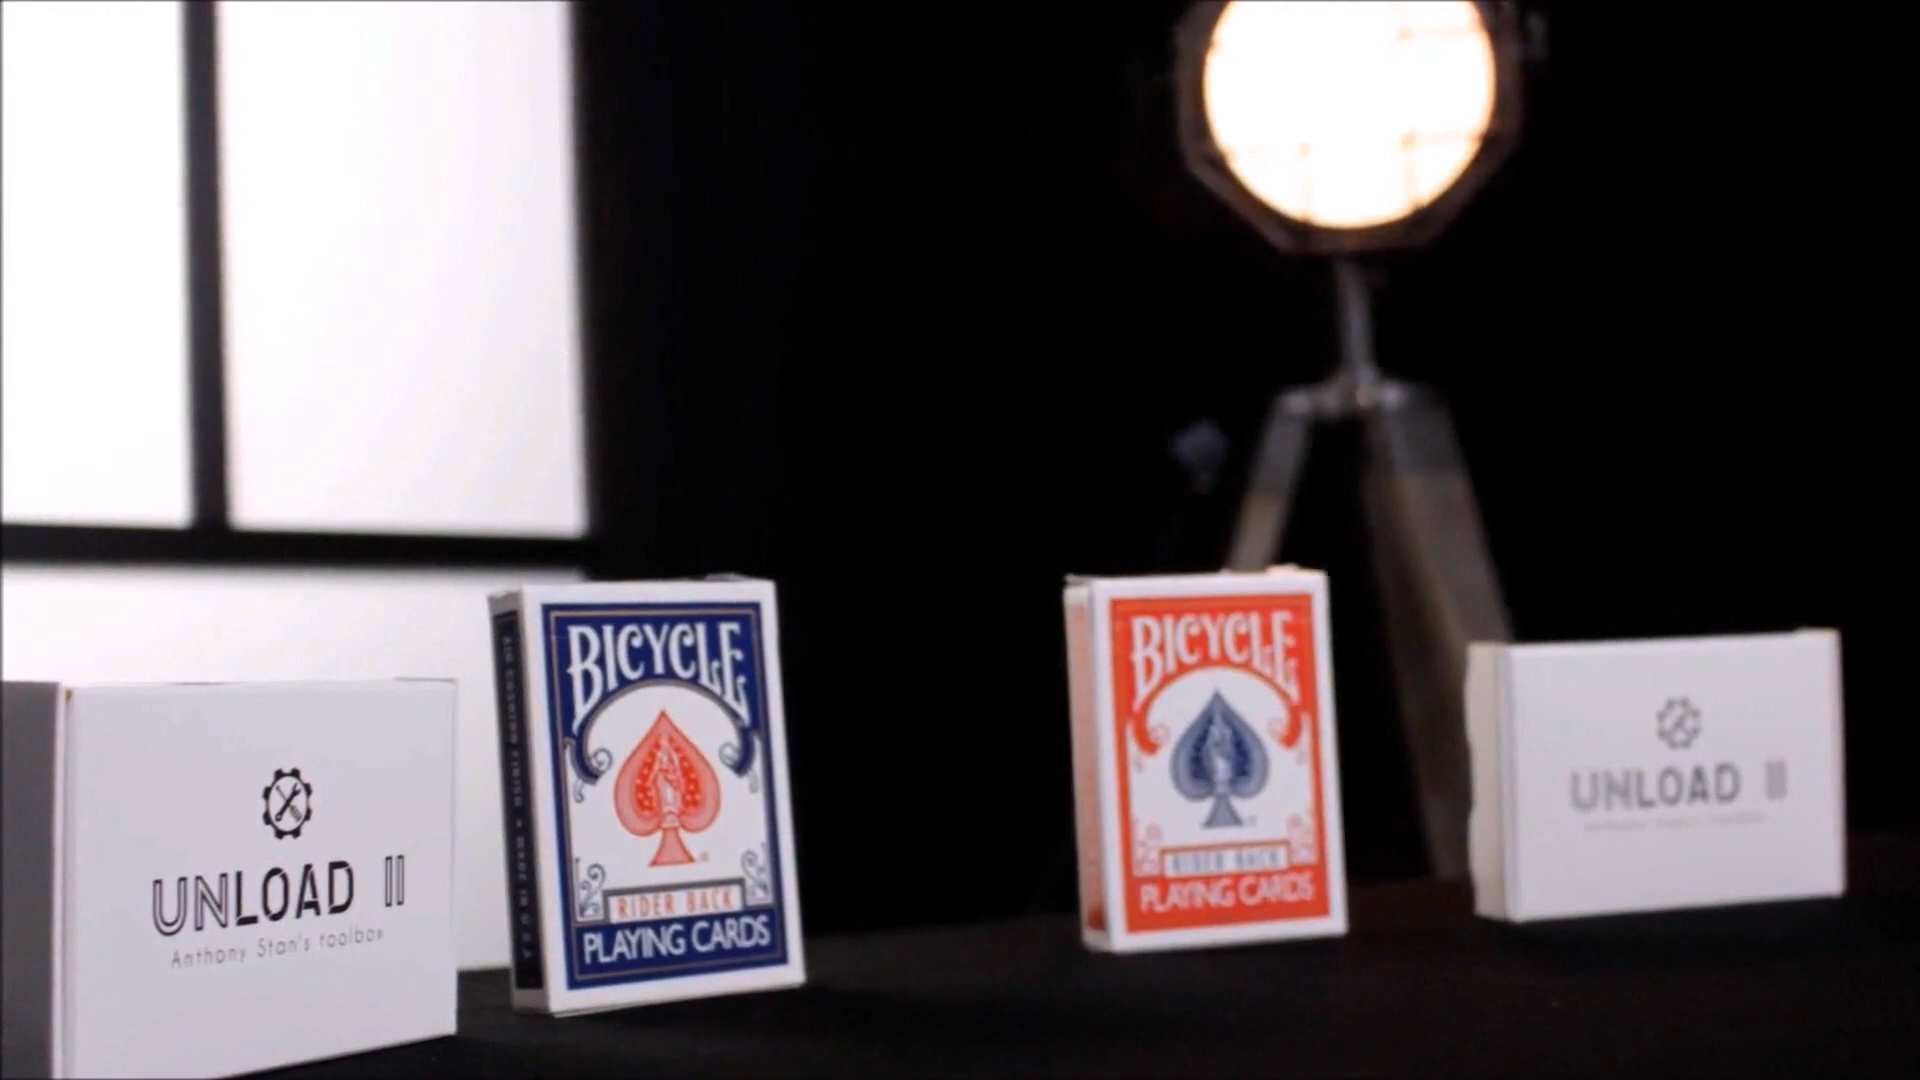 UNLOAD II
Anthony Stan's toolbox
BICYCLE
RIDER BACK
PLAYING CARDS
BICYCLE
RIDER BACK
PLAYING CARDS
UNLOAD II